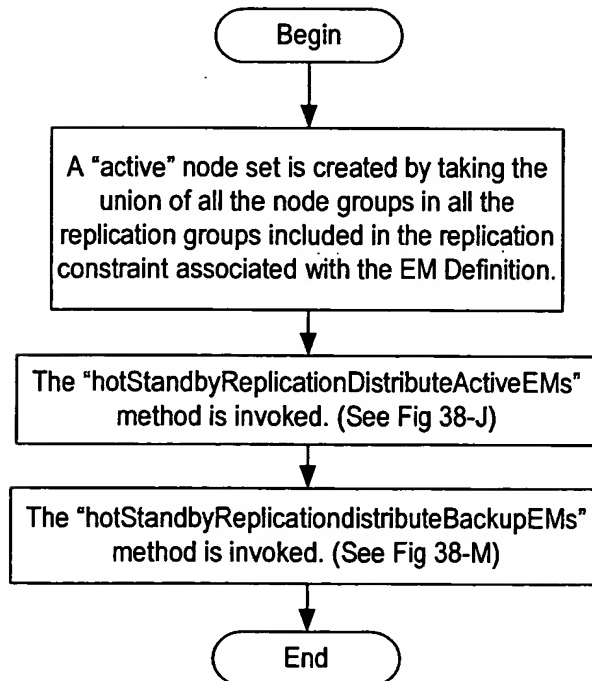 Begin
A “active” node set is created by taking the
union of all the node groups in all the
replication groups included in the replication
constraint associated with the EM Definition.
The “hotStandbyReplicationDistributeActiveEMs”
method is invoked. (See Fig 38-J)
The “hotStandbyReplicationdistributeBackupEMs”
method is invoked. (See Fig 38-M)
End